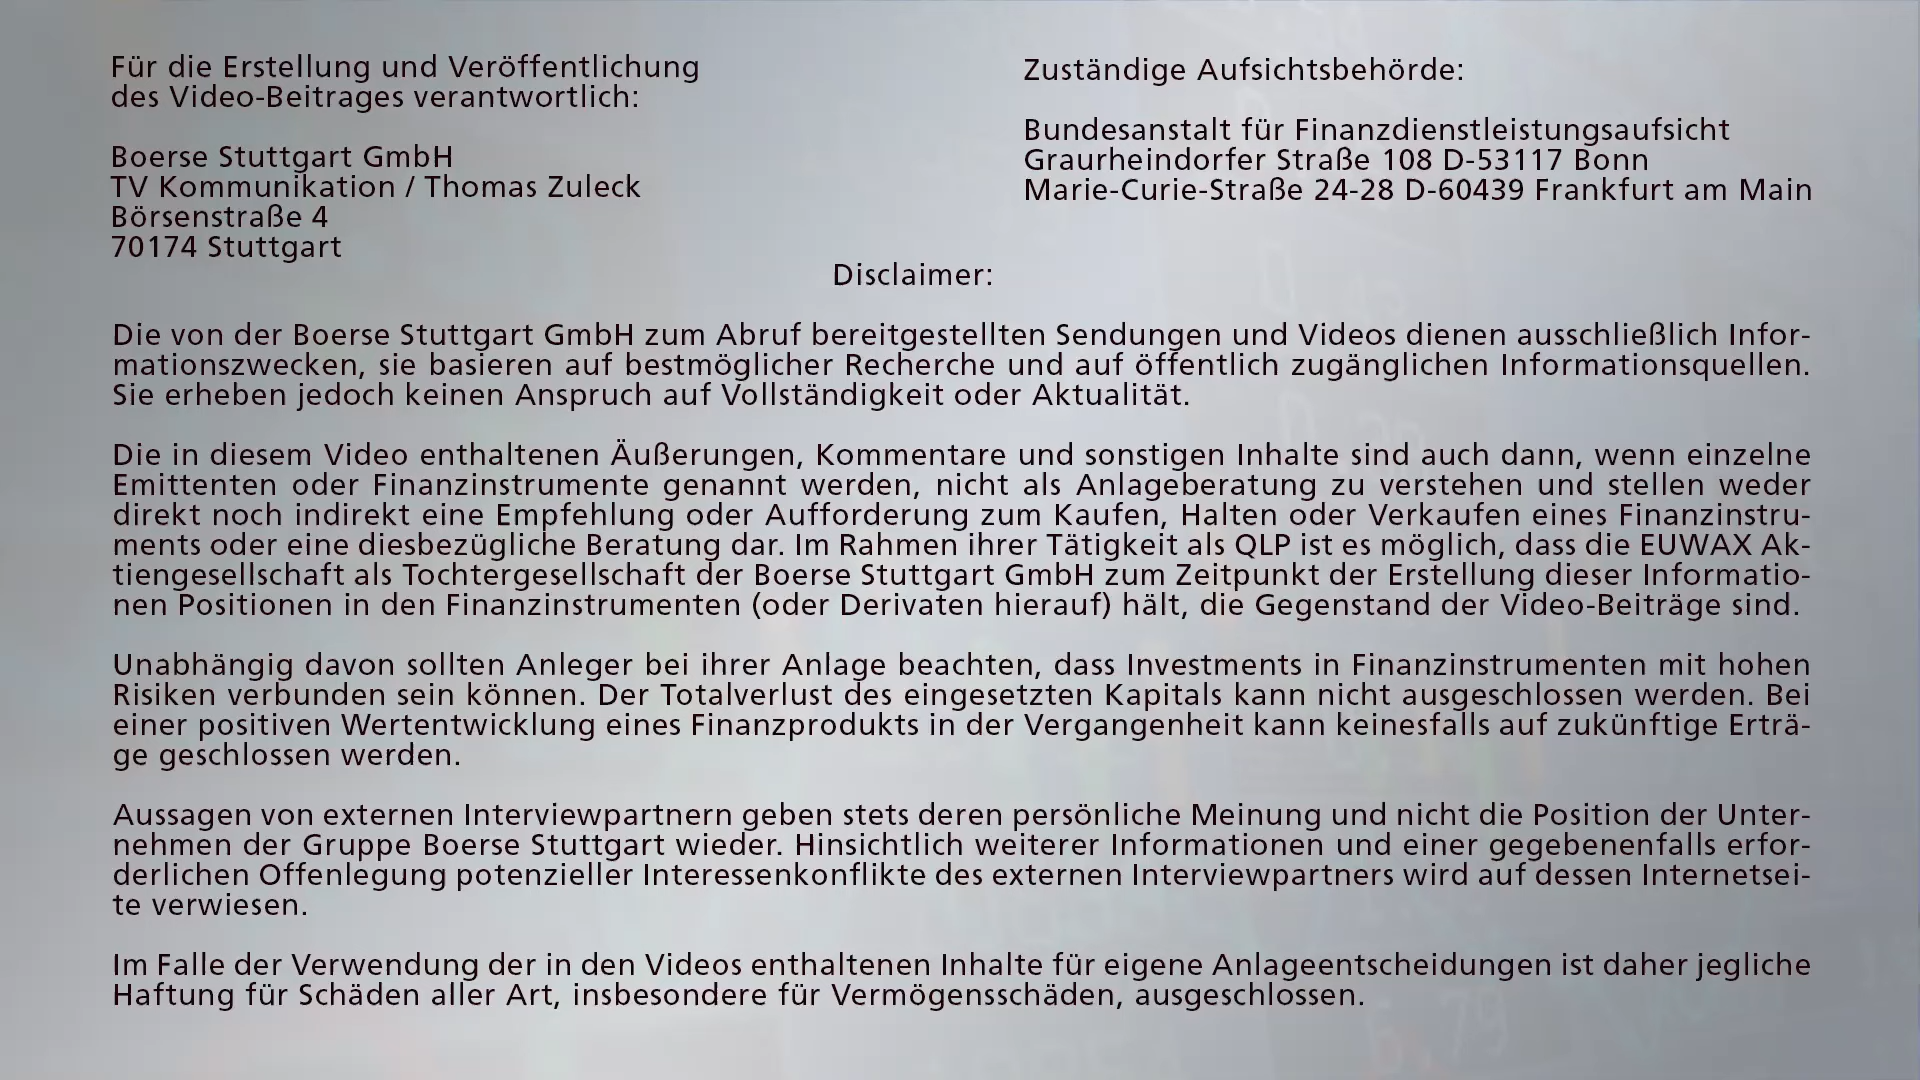 Für die Erstellung und Veröffentlichung
des Video-Beitrages verantwortlich:
Boerse Stuttgart GmbH
TV Kommunikation / Thomas Zuleck
Börsenstraße 4
70174 Stuttgart
Zuständige Aufsichtsbehörde:
Bundesanstalt für Finanzdienstleistungsaufsicht
Graurheindorfer Straße 108 D-53117 Bonn
Marie-Curie-Straße 24-28 D-60439 Frankfurt am Main
Disclaimer:
Die von der Boerse Stuttgart GmbH zum Abruf bereitgestellten Sendungen und Videos dienen ausschließlich Infor-
mationszwecken, sie basieren auf bestmöglicher Recherche und auf öffentlich zugänglichen Informationsquellen.
Sie erheben jedoch keinen Anspruch auf Vollständigkeit oder Aktualität.
Die in diesem Video enthaltenen Äußerungen, Kommentare und sonstigen Inhalte sind auch dann, wenn einzelne
Emittenten oder Finanzinstrumente genannt werden, nicht als Anlageberatung zu verstehen und stellen weder
direkt noch indirekt eine Empfehlung oder Aufforderung zum Kaufen, Halten oder Verkaufen eines Finanzinstru-
ments oder eine diesbezügliche Beratung dar. Im Rahmen ihrer Tätigkeit als QLP ist es möglich, dass die EUWAX Ak-
tiengesellschaft als Tochtergesellschaft der Boerse Stuttgart GmbH zum Zeitpunkt der Erstellung dieser Informatio-
nen Positionen in den Finanzinstrumenten (oder Derivaten hierauf) hält, die Gegenstand der Video-Beiträge sind.
Unabhängig davon sollten Anleger bei ihrer Anlage beachten, dass Investments in Finanzinstrumenten mit hohen
Risiken verbunden sein können. Der Totalverlust des eingesetzten Kapitals kann nicht ausgeschlossen werden. Bei
einer positiven Wertentwicklung eines Finanzprodukts in der Vergangenheit kann keinesfalls auf zukünftige Erträ-
ge geschlossen werden.
Aussagen von externen Interviewpartnern geben stets deren persönliche Meinung und nicht die Position der Unter-
nehmen der Gruppe Boerse Stuttgart wieder. Hinsichtlich weiterer Informationen und einer gegebenenfalls erfor-
derlichen Offenlegung potenzieller Interessenkonflikte des externen Interviewpartners wird auf dessen Internetsei-
te verwiesen.
Im Falle der Verwendung der in den Videos enthaltenen Inhalte für eigene Anlageentscheidungen ist daher jegliche
Haftung für Schäden aller Art, insbesondere für Vermögensschäden, ausgeschlossen.